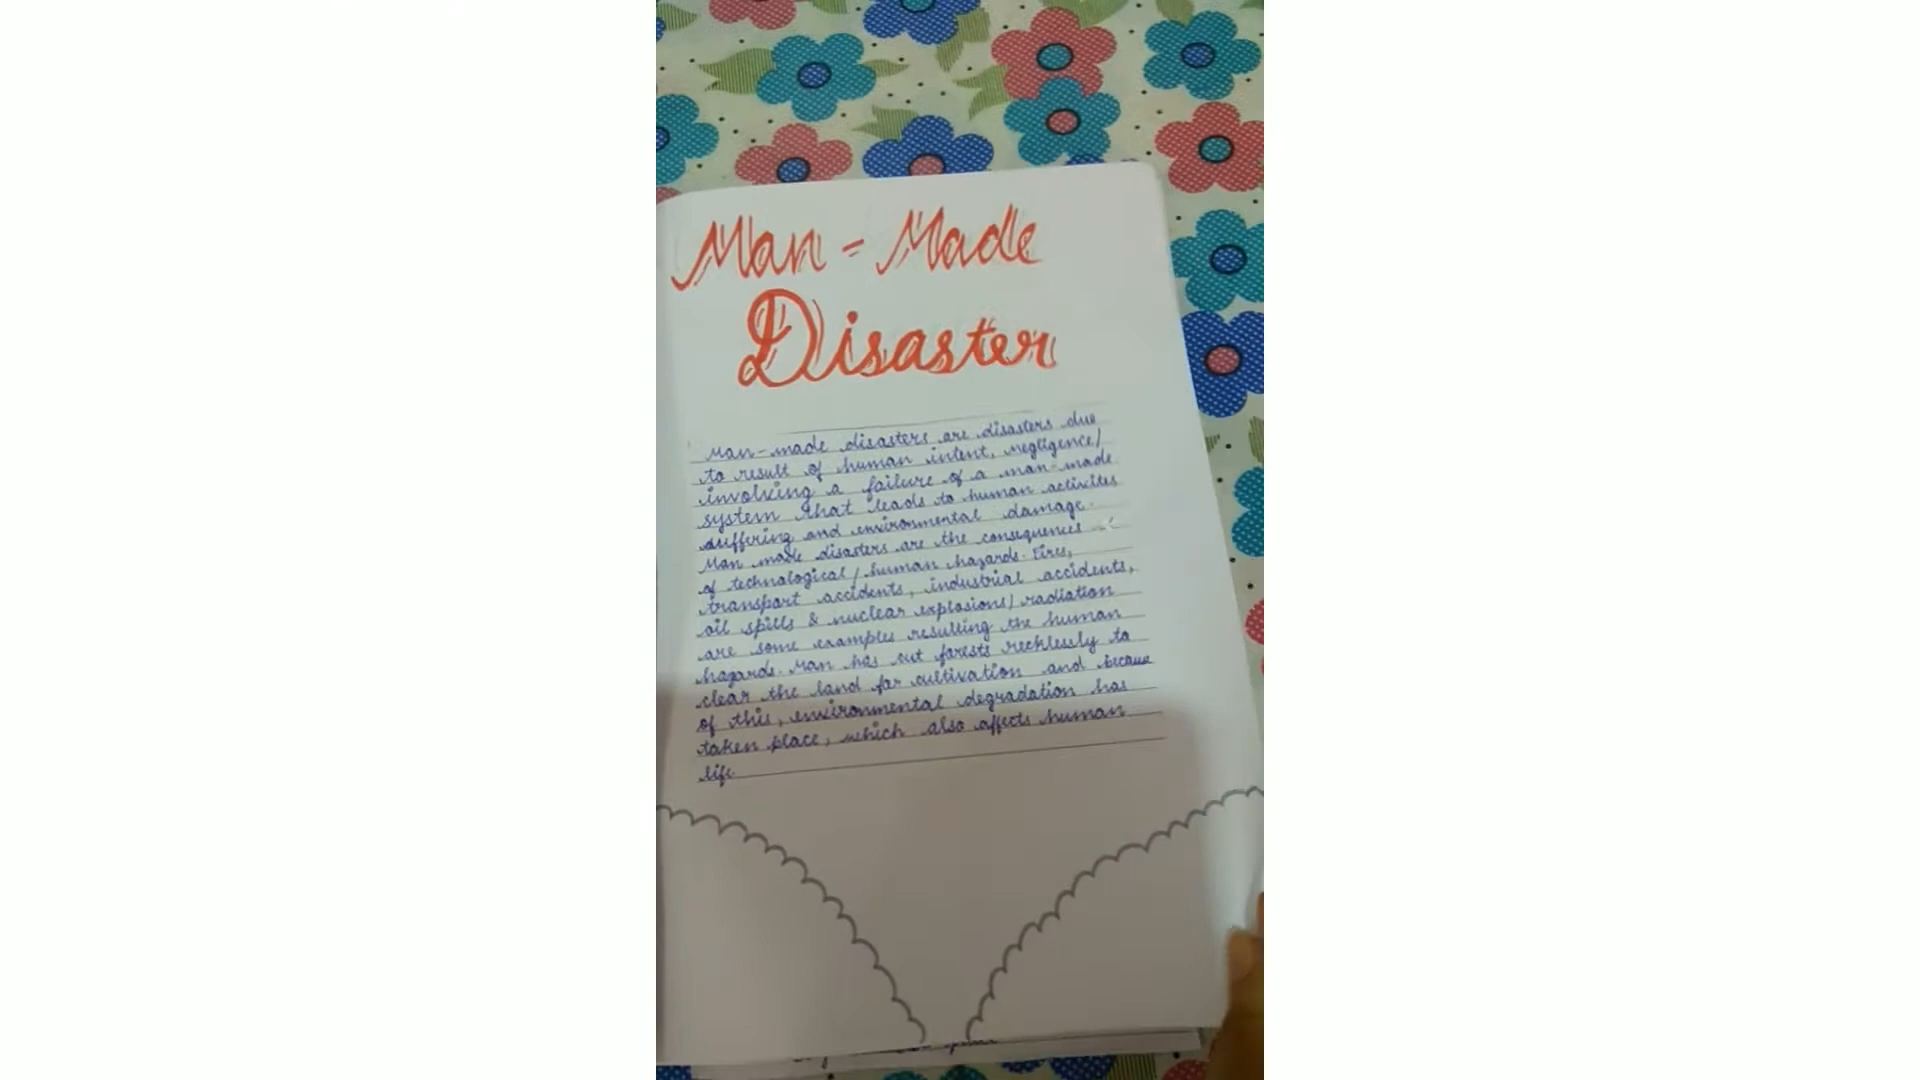 Man-Made
Disaster
Man-made disasters are disasters due
to result of human intent, negligence/
involving a failure of a man-made
system that leads to human activites
suffering and environmental damage.
Man made disasters are the consequences
of technological/human hazards. Fires,
transport accidents, industrial accidents,
oil spills & nuclear explosions/radiation
are some examples resulting the human
hazards. Man has cut forests recklessly to
clear the land for cultivation and because
of this, environmental degradation has
taken place, which also affects human
life.